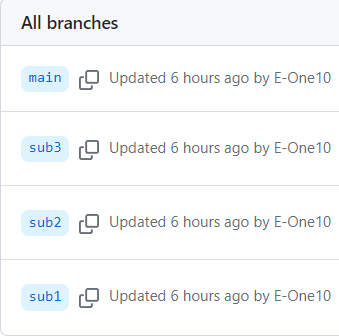 All branches
main Updated 6 hours ago by E-One10
sub3 Updated 6 hours ago by E-One10
sub2 Updated 6 hours ago by E-One10
sub1 Updated 6 hours ago by E-One10